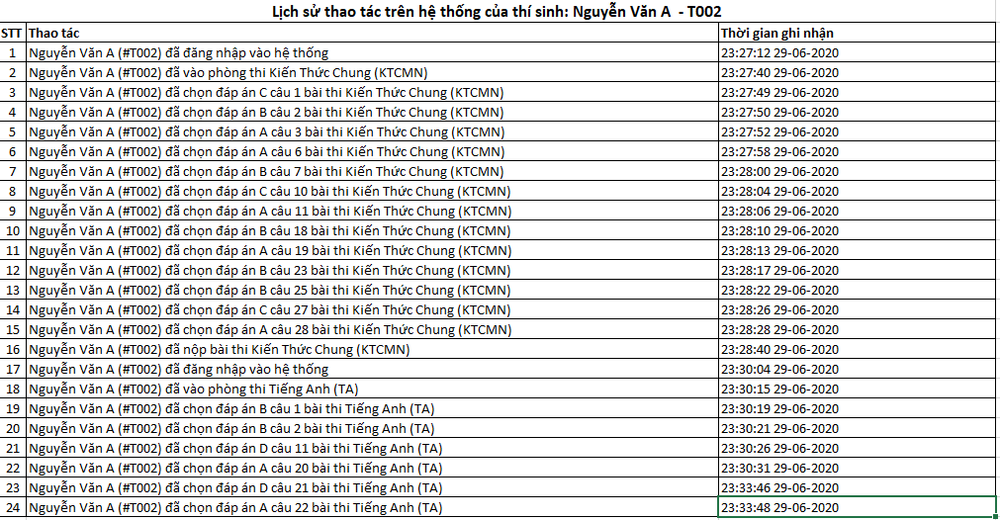 Lịch sử thao tác trên hệ thống của thí sinh: Nguyễn Văn A - T002
STT Thao tác Thời gian ghi nhận
1 Nguyễn Văn A (#T002) đã đăng nhập vào hệ thống 23:27:12 29-06-2020
2 Nguyễn Văn A (#T002) đã vào phòng thi Kiến Thức Chung (KTCMN) 23:27:40 29-06-2020
3 Nguyễn Văn A (#T002) đã chọn đáp án C câu 1 bài thi Kiến Thức Chung (KTCMN) 23:27:49 29-06-2020
4 Nguyễn Văn A (#T002) đã chọn đáp án B câu 2 bài thi Kiến Thức Chung (KTCMN) 23:27:50 29-06-2020
5 Nguyễn Văn A (#T002) đã chọn đáp án A câu 3 bài thi Kiến Thức Chung (KTCMN) 23:27:52 29-06-2020
6 Nguyễn Văn A (#T002) đã chọn đáp án A câu 6 bài thi Kiến Thức Chung (KTCMN) 23:27:58 29-06-2020
7 Nguyễn Văn A (#T002) đã chọn đáp án B câu 7 bài thi Kiến Thức Chung (KTCMN) 23:28:00 29-06-2020
8 Nguyễn Văn A (#T002) đã chọn đáp án C câu 10 bài thi Kiến Thức Chung (KTCMN) 23:28:04 29-06-2020
9 Nguyễn Văn A (#T002) đã chọn đáp án A câu 11 bài thi Kiến Thức Chung (KTCMN) 23:28:06 29-06-2020
10 Nguyễn Văn A (#T002) đã chọn đáp án B câu 18 bài thi Kiến Thức Chung (KTCMN) 23:28:10 29-06-2020
11 Nguyễn Văn A (#T002) đã chọn đáp án A câu 19 bài thi Kiến Thức Chung (KTCMN) 23:28:13 29-06-2020
12 Nguyễn Văn A (#T002) đã chọn đáp án B câu 23 bài thi Kiến Thức Chung (KTCMN) 23:28:17 29-06-2020
13 Nguyễn Văn A (#T002) đã chọn đáp án B câu 25 bài thi Kiến Thức Chung (KTCMN) 23:28:22 29-06-2020
14 Nguyễn Văn A (#T002) đã chọn đáp án C câu 27 bài thi Kiến Thức Chung (KTCMN) 23:28:26 29-06-2020
15 Nguyễn Văn A (#T002) đã chọn đáp án A câu 28 bài thi Kiến Thức Chung (KTCMN) 23:28:28 29-06-2020
16 Nguyễn Văn A (#T002) đã nộp bài thi Kiến Thức Chung (KTCMN) 23:28:40 29-06-2020
17 Nguyễn Văn A (#T002) đã đăng nhập vào hệ thống 23:30:04 29-06-2020
18 Nguyễn Văn A (#T002) đã vào phòng thi Tiếng Anh (TA) 23:30:15 29-06-2020
19 Nguyễn Văn A (#T002) đã chọn đáp án B câu 1 bài thi Tiếng Anh (TA) 23:30:19 29-06-2020
20 Nguyễn Văn A (#T002) đã chọn đáp án B câu 2 bài thi Tiếng Anh (TA) 23:30:21 29-06-2020
21 Nguyễn Văn A (#T002) đã chọn đáp án D câu 11 bài thi Tiếng Anh (TA) 23:30:26 29-06-2020
22 Nguyễn Văn A (#T002) đã chọn đáp án A câu 20 bài thi Tiếng Anh (TA) 23:30:31 29-06-2020
23 Nguyễn Văn A (#T002) đã chọn đáp án D câu 21 bài thi Tiếng Anh (TA) 23:33:46 29-06-2020
24 Nguyễn Văn A (#T002) đã chọn đáp án A câu 22 bài thi Tiếng Anh (TA) 23:33:48 29-06-2020